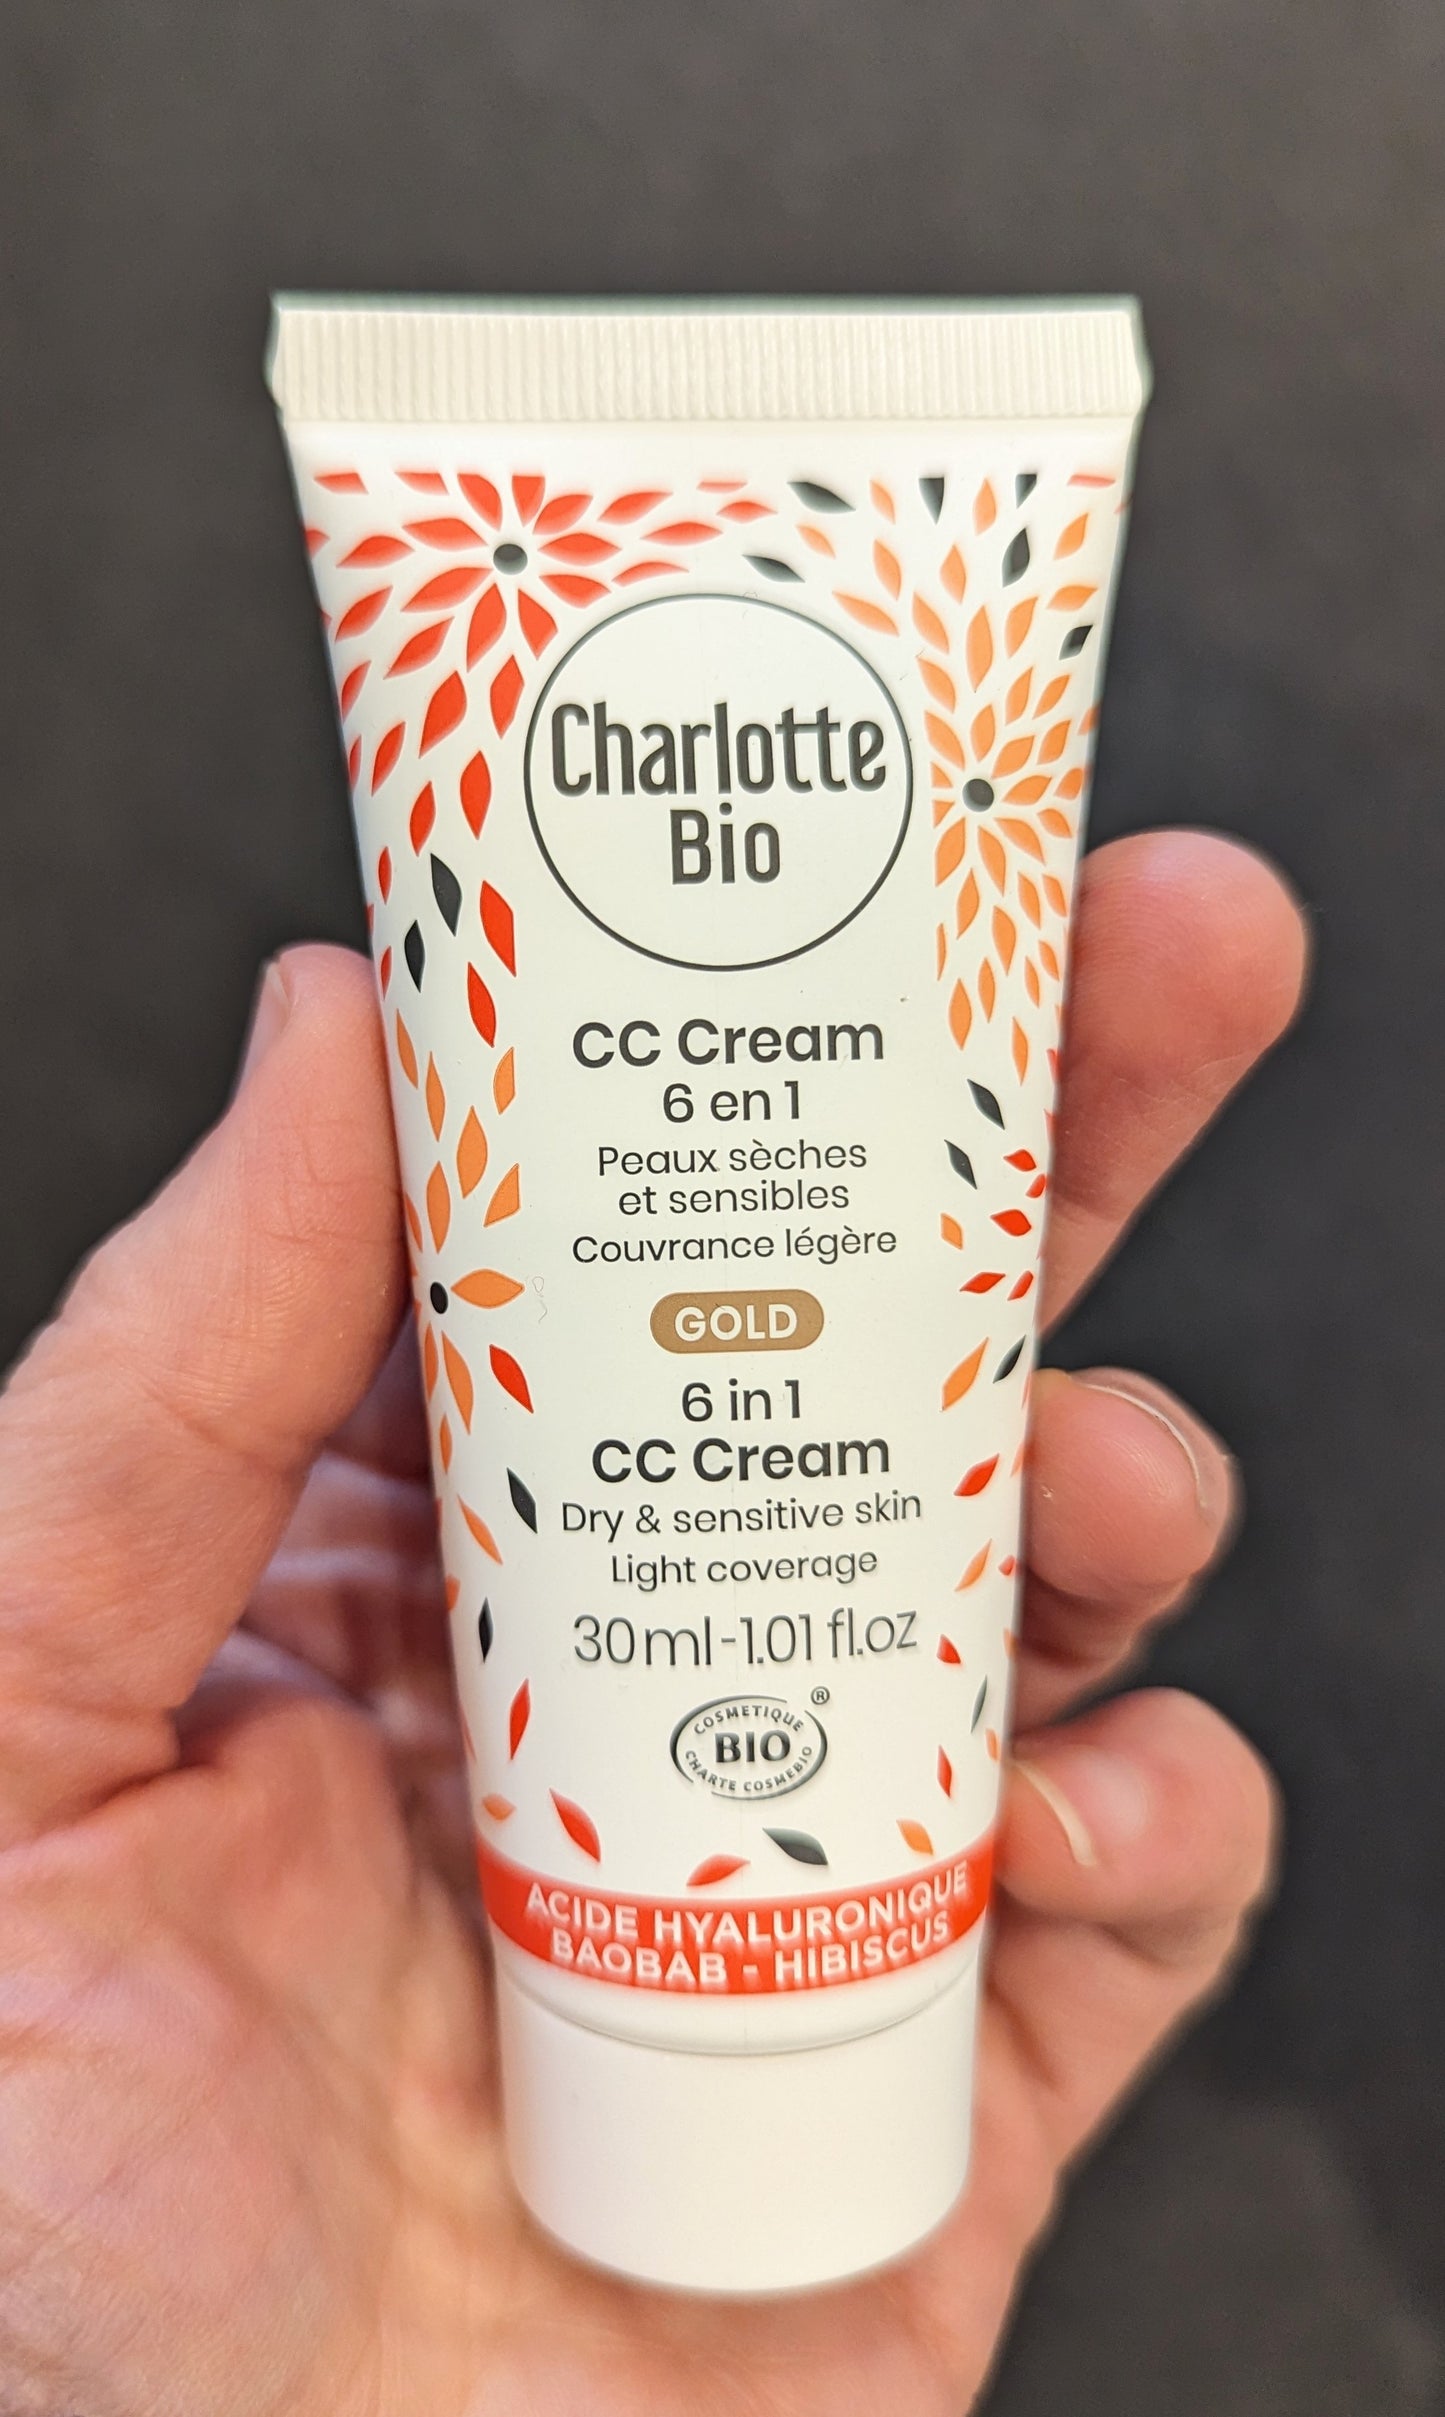 Charlotte
Bio
CC Cream
6 en 1
Peaux sèches
et sensibles
Couvrance légère
GOLD
6 in 1
CC Cream
Dry & sensitive skin
Light coverage
30ml-1.01 fl.oz
COSMETIQUE ®
BIO
CHARTE COSMEBIO
ACIDE HYALURONIQUE
BAOBAB - HIBISCUS